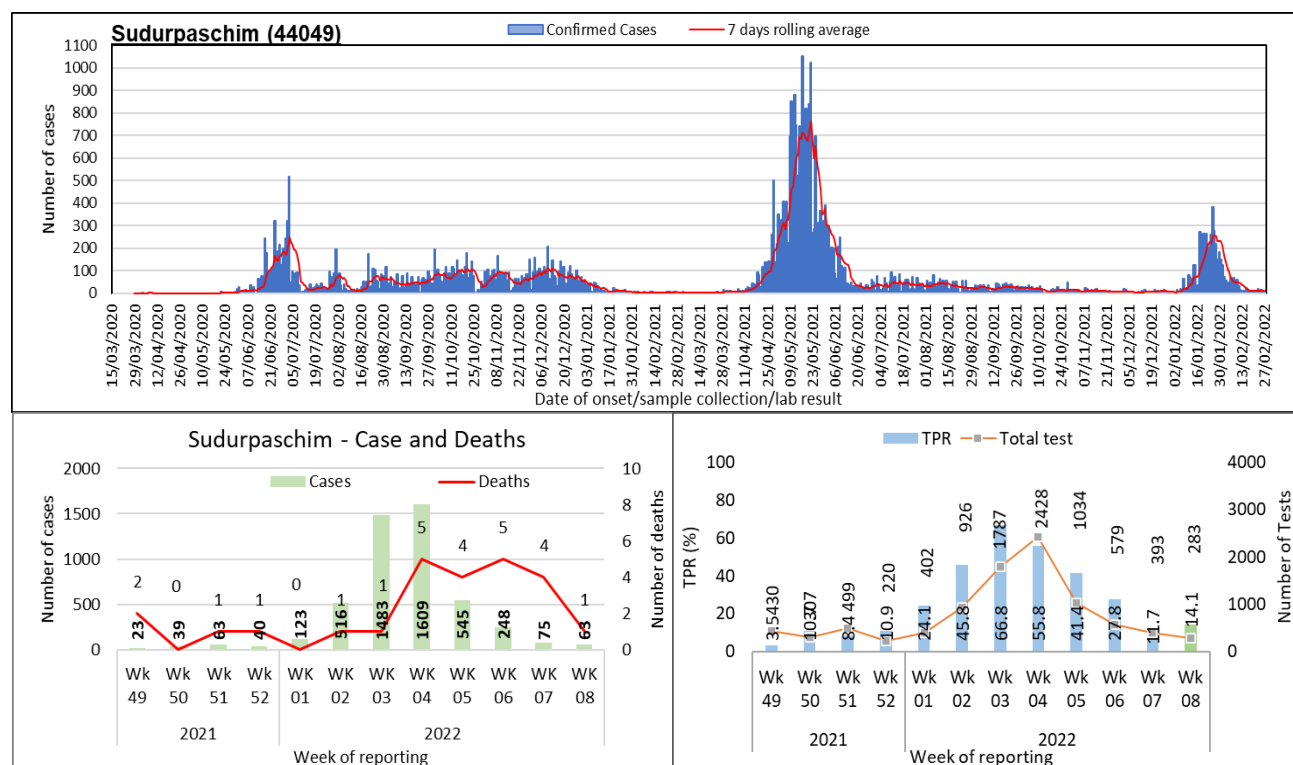 Sudurpaschim (44049)
Confirmed Cases 7 days rolling average
1100
1000
900
800
700
600
500
400
300
200
100
0
Number of cases
15/03/2020 29/03/2020 12/04/2020 26/04/2020 10/05/2020 24/05/2020 07/06/2020 21/06/2020 05/07/2020 19/07/2020 02/08/2020 16/08/2020 30/08/2020 13/09/2020 27/09/2020 11/10/2020 25/10/2020 08/11/2020 22/11/2020 06/12/2020 20/12/2020 03/01/2021 17/01/2021 31/01/2021 14/02/2021 28/02/2021 14/03/2021 28/03/2021 11/04/2021 25/04/2021 09/05/2021 23/05/2021 06/06/2021 20/06/2021 04/07/2021 18/07/2021 01/08/2021 15/08/2021 29/08/2021 12/09/2021 26/09/2021 10/10/2021 24/10/2021 07/11/2021 21/11/2021 05/12/2021 19/12/2021 02/01/2022 16/01/2022 30/01/2022 13/02/2022 27/02/2022
Date of onset/sample collection/lab result
Sudurpaschim - Case and Deaths
Cases Deaths
2000
1500
1000
500
0
Number of cases
10
8
6
4
2
0
Number of deaths
2 0 1 1 0 1 1 5 4 5 4 1
23 39 63 40 123 516 1483 1609 545 248 75 63
Wk Wk Wk Wk WK WK WK WK WK WK WK WK
49 50 51 52 01 02 03 04 05 06 07 08
2021 2022
Week of reporting
TPR Total test
100
80
60
40
20
0
TPR (%)
4000
3000
2000
1000
0
Number of Tests
430 499 220 402 926 1787 2428 1034 579 393 283
3.5 8.4 10.9 24.1 45.8 66.8 55.8 41.4 27.8 11.7 14.1
Wk Wk Wk Wk Wk Wk Wk Wk Wk Wk Wk Wk
49 50 51 52 01 02 03 04 05 06 07 08
2021 2022
Week of reporting